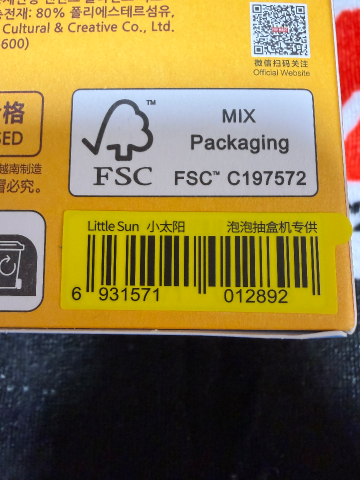 충전재: 80% 폴리에스테르섬유,
Cultural & Creative Co., Ltd.
600)
微信扫码关注
Official Website
格
SED
越南制造
必究。
FSC™
MIX
Packaging
FSC™ C197572
Little Sun 小太阳 泡泡抽盒机专供
6 931571 012892